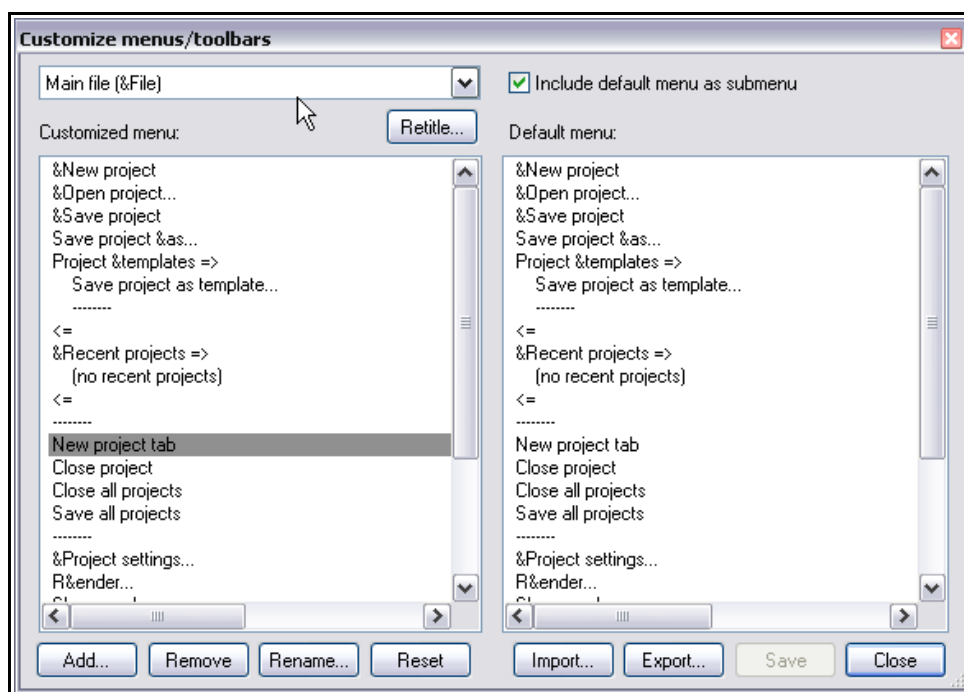 Customize menus/toolbars
Main file (&File)
Include default menu as submenu
Customized menu:
Retitle...
Default menu:
&New project
&Open project...
&Save project
Save project &as...
Project &templates =>
Save project as template...
--------
<=
&Recent projects =>
(no recent projects)
<=
--------
New project tab
Close project
Close all projects
Save all projects
--------
&Project settings...
R&ender...
&New project
&Open project...
&Save project
Save project &as...
Project &templates =>
Save project as template...
--------
<=
&Recent projects =>
(no recent projects)
<=
--------
New project tab
Close project
Close all projects
Save all projects
--------
&Project settings...
R&ender...
Add...
Remove
Rename...
Reset
Import...
Export...
Save
Close